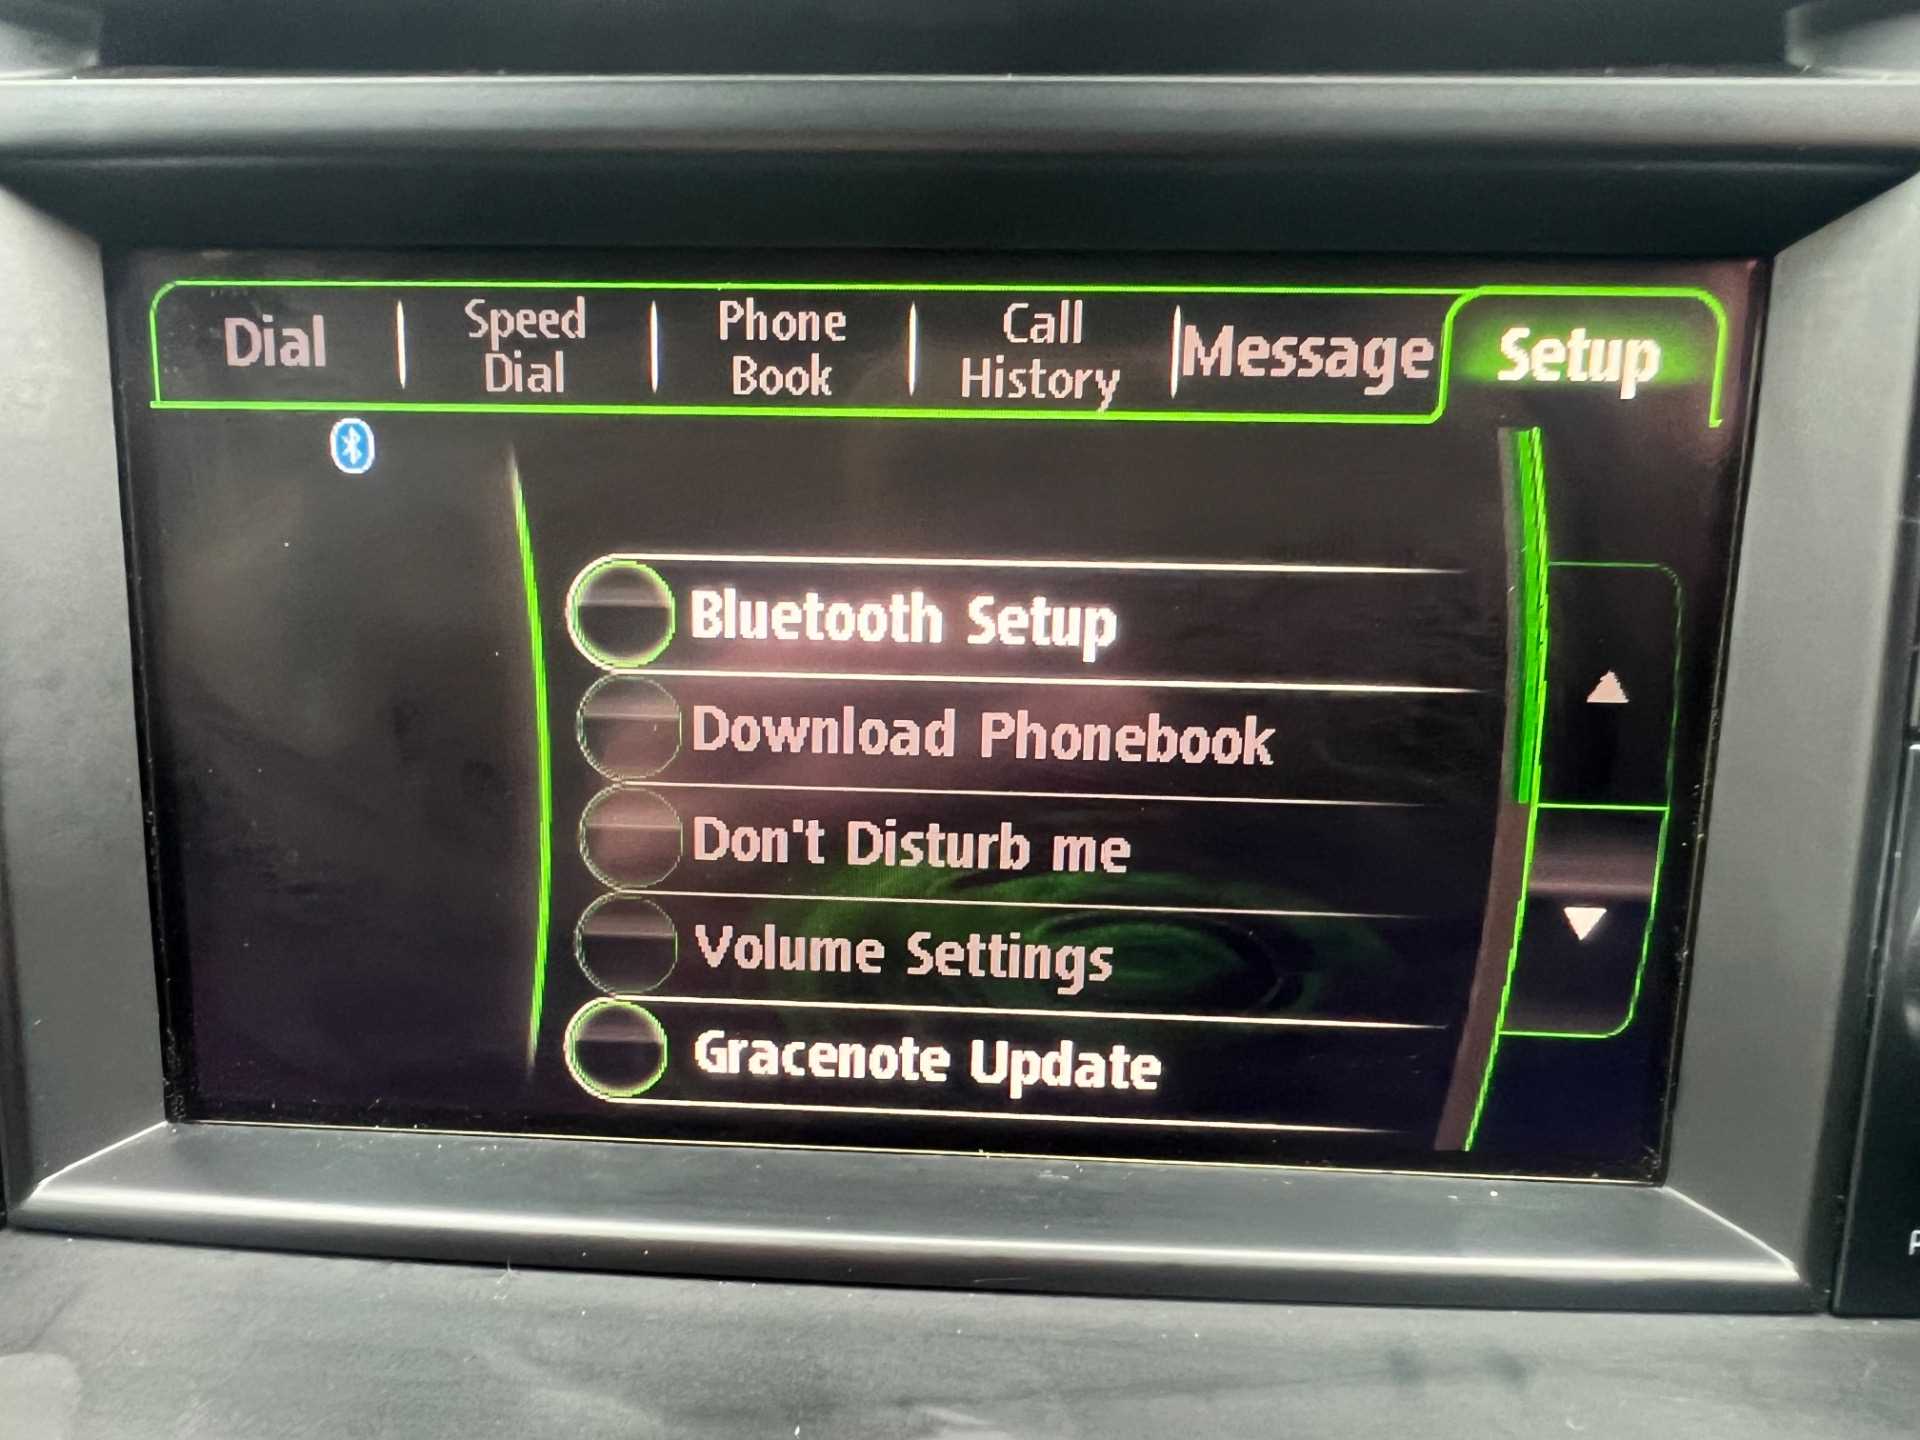 Dial
Speed
Dial
Phone
Book
Call
History
Message
Setup
Bluetooth Setup
Download Phonebook
Don't Disturb me
Volume Settings
Gracenote Update